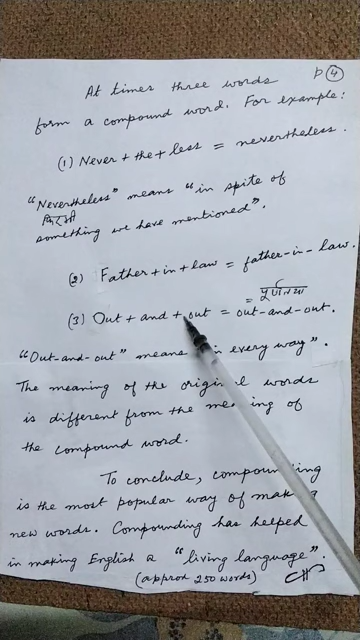 P ④
At times three words
form a compound word. For example:
(1) Never + the + less = nevertheless.
"Nevertheless" means "in spite of
फिर भी
something we have mentioned".
(2) Father + in + law = father-in-law.
= पूर्णतया
(3) Out + and + out = out-and-out.
"Out-and-out" means in every way".
The meaning of the original words
is different from the meaning of
the compound word.
To conclude, compounding
is the most popular way of making
new words. Compounding has helped
in making English a "living language".
(approx 250 words)